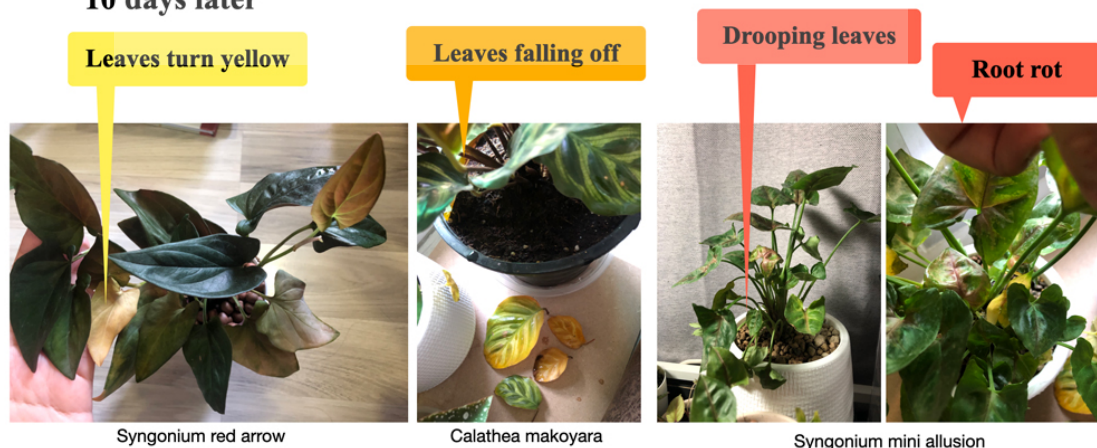 10 days later
Leaves turn yellow
Leaves falling off
Drooping leaves
Root rot
Syngonium red arrow
Calathea makoyara
Syngonium mini allusion